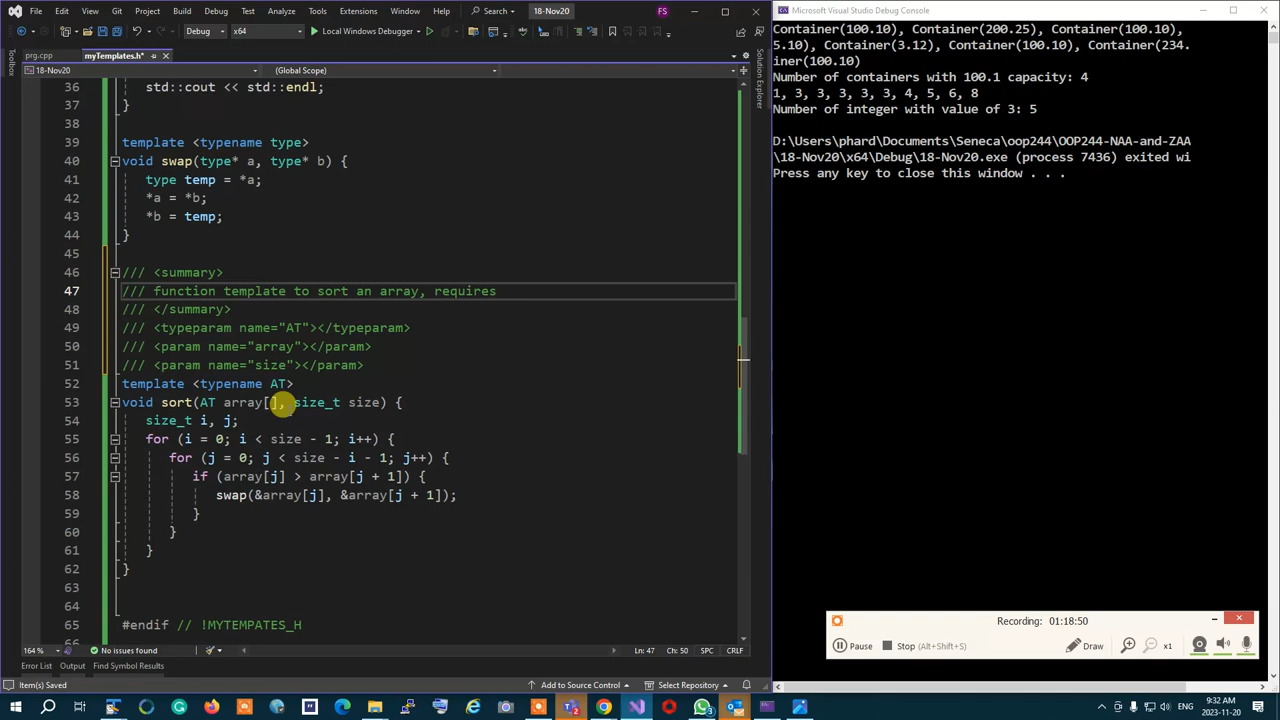 File Edit View Git Project Build Debug Test Analyze Tools Extensions Window Help Search 18-Nov20 FS
Debug x64 Local Windows Debugger
prg.cpp myTemplates.h*
18-Nov20 (Global Scope)
Toolbox
Solution Explorer
36 std::cout << std::endl;
37 }
38
39 template <typename type>
40 void swap(type* a, type* b) {
41 type temp = *a;
42 *a = *b;
43 *b = temp;
44 }
45
46 /// <summary>
47 /// function template to sort an array, requires
48 /// </summary>
49 /// <typeparam name="AT"></typeparam>
50 /// <param name="array"></param>
51 /// <param name="size"></param>
52 template <typename AT>
53 void sort(AT array[], size_t size) {
54 size_t i, j;
55 for (i = 0; i < size - 1; i++) {
56 for (j = 0; j < size - i - 1; j++) {
57 if (array[j] > array[j + 1]) {
58 swap(&array[j], &array[j + 1]);
59 }
60 }
61 }
62 }
63
64
65 #endif // !MYTEMPATES_H
164 % No issues found Ln: 47 Ch: 50 SPC CRLF
Error List Output Find Symbol Results
Item(s) Saved Add to Source Control Select Repository
Microsoft Visual Studio Debug Console
Container(100.10), Container(200.25), Container(100.10),
5.10), Container(3.12), Container(100.10), Container(234.
iner(100.10)
Number of containers with 100.1 capacity: 4
1, 3, 3, 3, 3, 3, 4, 5, 6, 8
Number of integer with value of 3: 5
D:\Users\phard\Documents\Seneca\oop244\OOP244-NAA-and-ZAA
\18-Nov20\x64\Debug\18-Nov20.exe (process 7436) exited wi
Press any key to close this window . . .
Recording: 01:18:50
Pause Stop (Alt+Shift+S) Draw x1
ENG 9:32 AM
2023-11-20